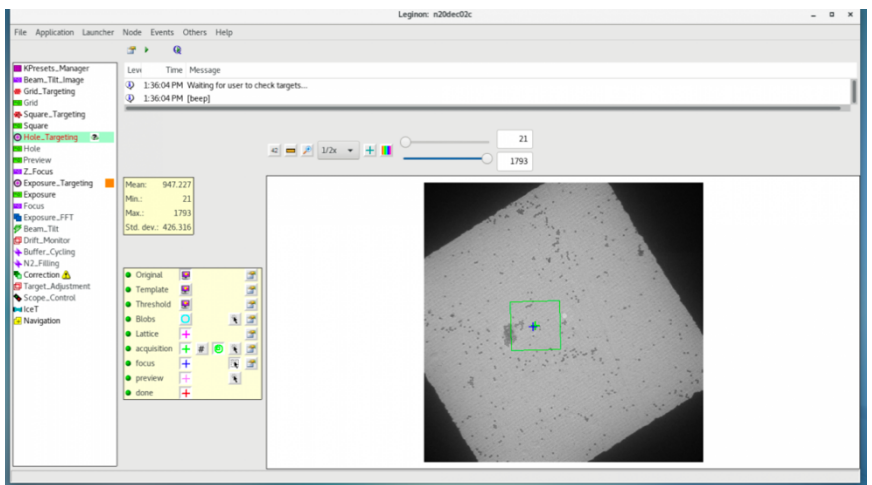 Leginon: n20dec02c
File Application Launcher Node Events Others Help
KPresets_Manager
Beam_Tilt_Image
Grid_Targeting
Grid
Square_Targeting
Square
Hole_Targeting
Hole
Preview
Z_Focus
Exposure_Targeting
Exposure
Focus
Exposure_FFT
Beam_Tilt
Drift_Monitor
Buffer_Cycling
N2_Filling
Correction
Target_Adjustment
Scope_Control
IceT
Navigation
Levi Time Message
1:36:04 PM Waiting for user to check targets...
1:36:04 PM [beep]
1/2x
21
1793
Mean: 947.227
Min.: 21
Max.: 1793
Std. dev.: 426.316
Original
Template
Threshold
Blobs
Lattice
acquisition #
focus
preview
done